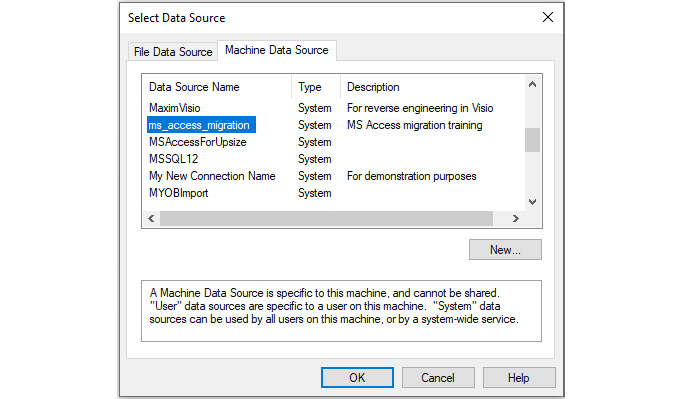 Select Data Source
File Data Source Machine Data Source
Data Source Name Type Description
MaximVisio System For reverse engineering in Visio
ms_access_migration System MS Access migration training
MSAccessForUpsize System
MSSQL12 System
My New Connection Name System For demonstration purposes
MYOBImport System
New...
A Machine Data Source is specific to this machine, and cannot be shared.
"User" data sources are specific to a user on this machine. "System" data
sources can be used by all users on this machine, or by a system-wide service.
OK Cancel Help